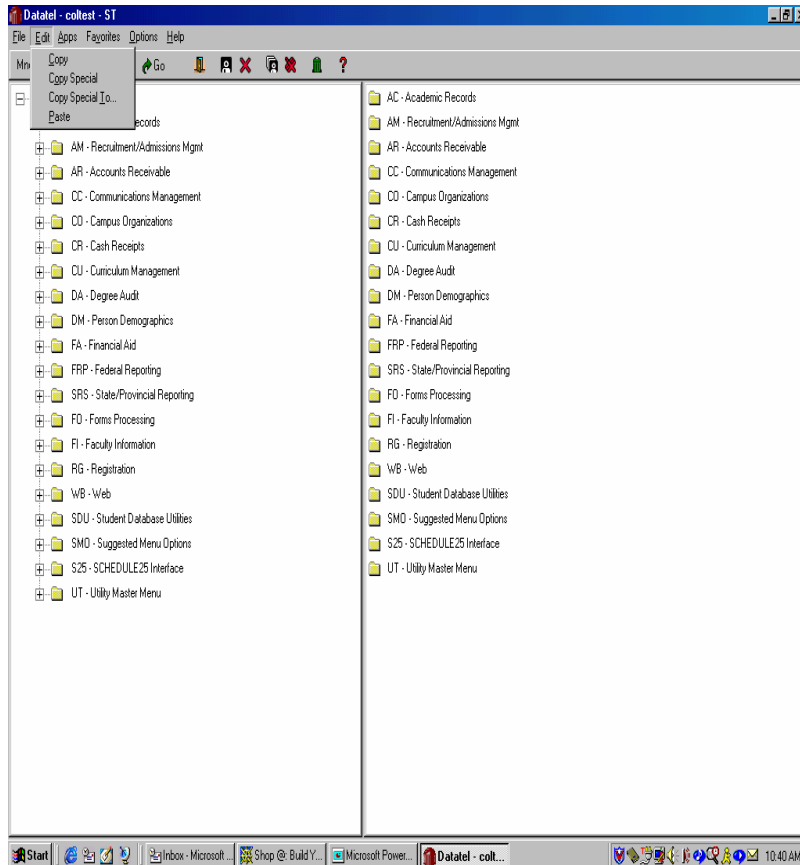 Datatel - coltest - ST
File Edit Apps Favorites Options Help
Go ?
Copy
Copy Special
Copy Special To...
Paste
AM - Recruitment/Admissions Mgmt
AR - Accounts Receivable
CC - Communications Management
CO - Campus Organizations
CR - Cash Receipts
CU - Curriculum Management
DA - Degree Audit
DM - Person Demographics
FA - Financial Aid
FRP - Federal Reporting
SRS - State/Provincial Reporting
FO - Forms Processing
FI - Faculty Information
RG - Registration
WB - Web
SDU - Student Database Utilities
SMO - Suggested Menu Options
S25 - SCHEDULE25 Interface
UT - Utility Master Menu
AC - Academic Records
AM - Recruitment/Admissions Mgmt
AR - Accounts Receivable
CC - Communications Management
CO - Campus Organizations
CR - Cash Receipts
CU - Curriculum Management
DA - Degree Audit
DM - Person Demographics
FA - Financial Aid
FRP - Federal Reporting
SRS - State/Provincial Reporting
FO - Forms Processing
FI - Faculty Information
RG - Registration
WB - Web
SDU - Student Database Utilities
SMO - Suggested Menu Options
S25 - SCHEDULE25 Interface
UT - Utility Master Menu
Start Inbox - Microsoft ... Shop @: Build Y... Microsoft Power... Datatel - colt... 10:40 AM